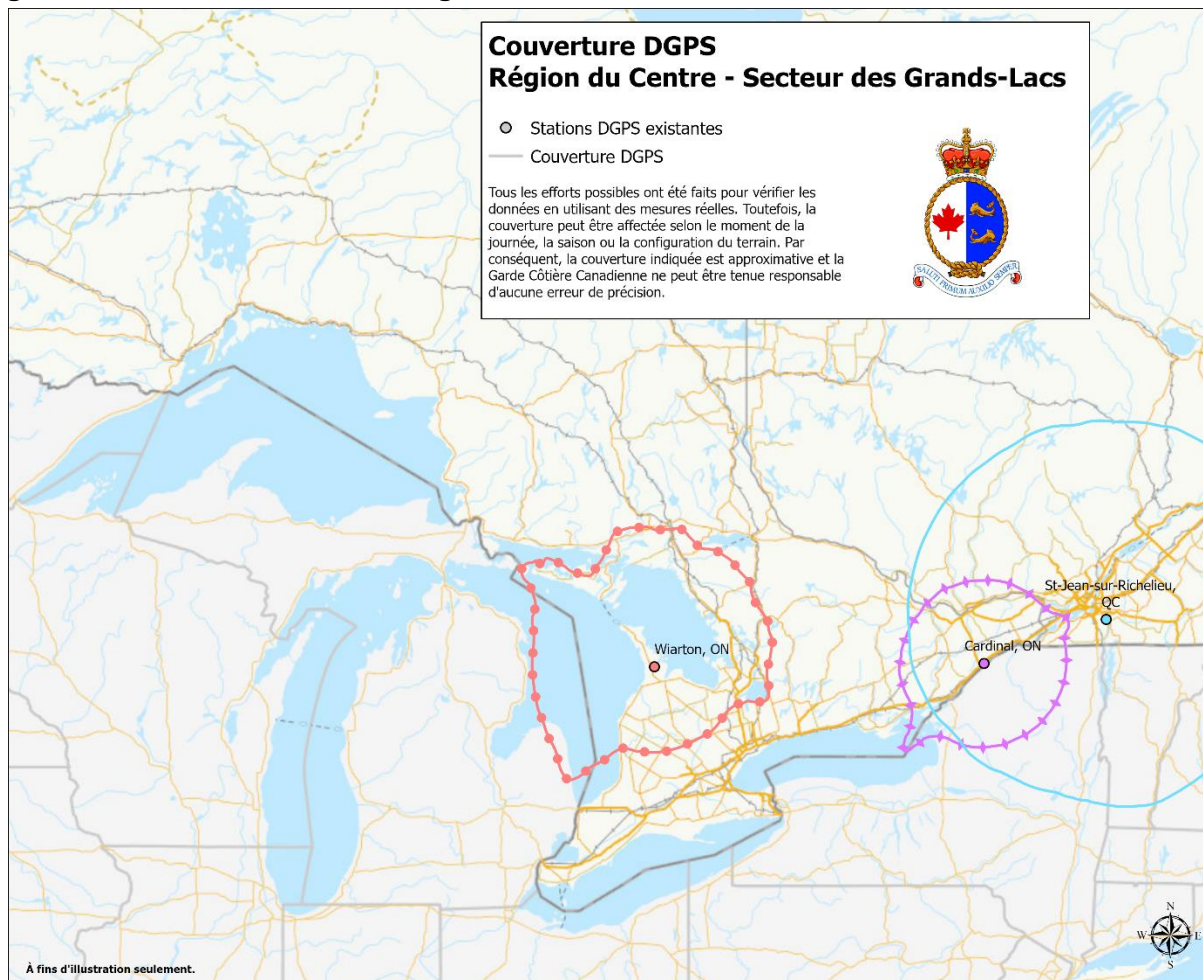 Couverture DGPS
Région du Centre - Secteur des Grands-Lacs
Stations DGPS existantes
Couverture DGPS
Tous les efforts possibles ont été faits pour vérifier les
données en utilisant des mesures réelles. Toutefois, la
couverture peut être affectée selon le moment de la
journée, la saison ou la configuration du terrain. Par
conséquent, la couverture indiquée est approximative et la
Garde Côtière Canadienne ne peut être tenue responsable
d'aucune erreur de précision.
SALUTI PRIMUM AUXILIO SEMPER
St-Jean-sur-Richelieu,
QC
Wiarton, ON
Cardinal, ON
N
W E
S
À fins d'illustration seulement.